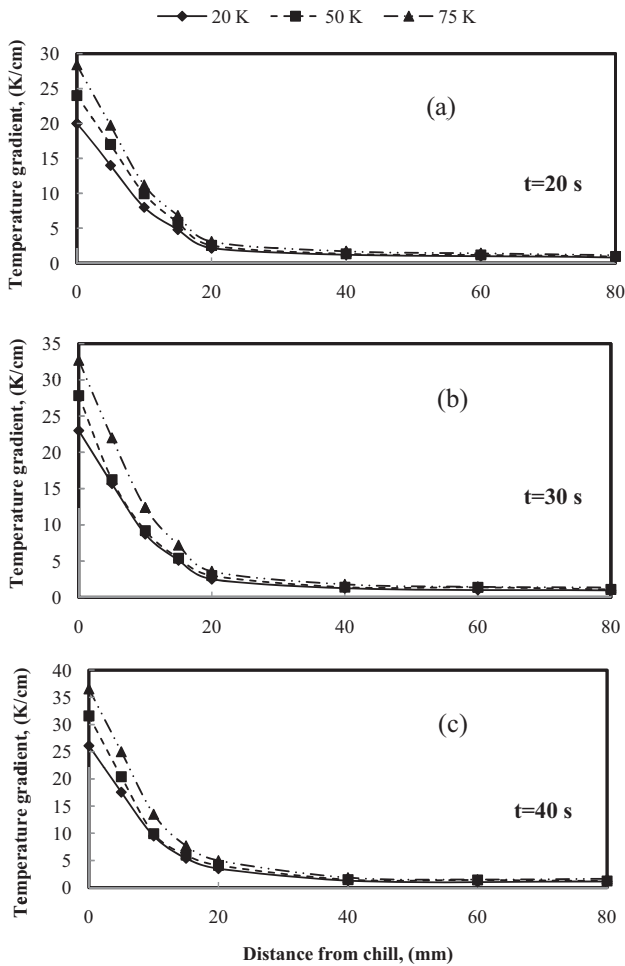 20 K 50 K 75 K
Temperature gradient, (K/cm)
30
25
20
15
10
5
0
(a)
t=20 s
0 20 40 60 80
Temperature gradient, (K/cm)
35
30
25
20
15
10
5
0
(b)
t=30 s
0 20 40 60 80
Temperature gradient, (K/cm)
40
35
30
25
20
15
10
5
0
(c)
t=40 s
0 20 40 60 80
Distance from chill, (mm)